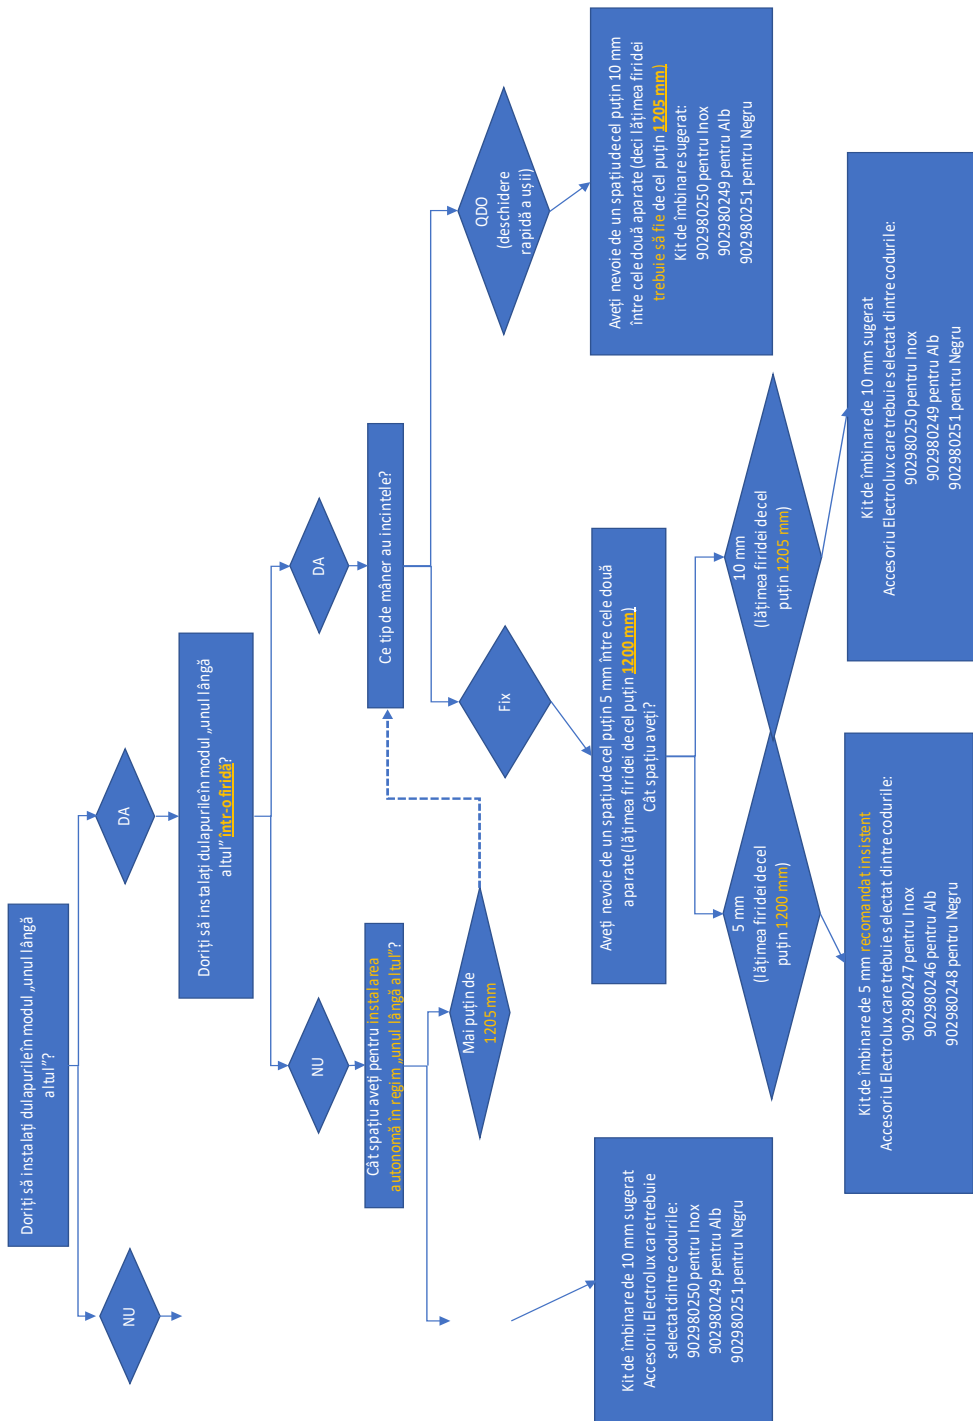 Doriți să instalați dulapurile în modul „unul lângă
altul”?
NU
DA
Doriți să instalați dulapurile în modul „unul lângă
altul” într-o firidă?
NU
DA
Cât spațiu aveți pentru instalarea
autonomă în regim „unul lângă altul”?
Ce tip de mâner au incintele?
Mai puțin de
1205 mm
Fix
QDO
(deschidere
rapidă a ușii)
Kit de îmbinare de 10 mm sugerat
Accesoriu Electrolux care trebuie
selectat dintre codurile:
902980250 pentru Inox
902980249 pentru Alb
902980251 pentru Negru
Aveți nevoie de un spațiu de cel puțin 5 mm între cele două
aparate (lățimea firidei de cel puțin 1200 mm)
Cât spațiu aveți?
Aveți nevoie de un spațiu de cel puțin 10 mm
între cele două aparate (deci lățimea firidei
trebuie să fie de cel puțin 1205 mm)
Kit de îmbinare sugerat:
902980250 pentru Inox
902980249 pentru Alb
902980251 pentru Negru
5 mm
(lățimea firidei de cel
puțin 1200 mm)
10 mm
(lățimea firidei de cel
puțin 1205 mm)
Kit de îmbinare de 5 mm recomandat insistent
Accesoriu Electrolux care trebuie selectat dintre codurile:
902980247 pentru Inox
902980246 pentru Alb
902980248 pentru Negru
Kit de îmbinare de 10 mm sugerat
Accesoriu Electrolux care trebuie selectat dintre codurile:
902980250 pentru Inox
902980249 pentru Alb
902980251 pentru Negru